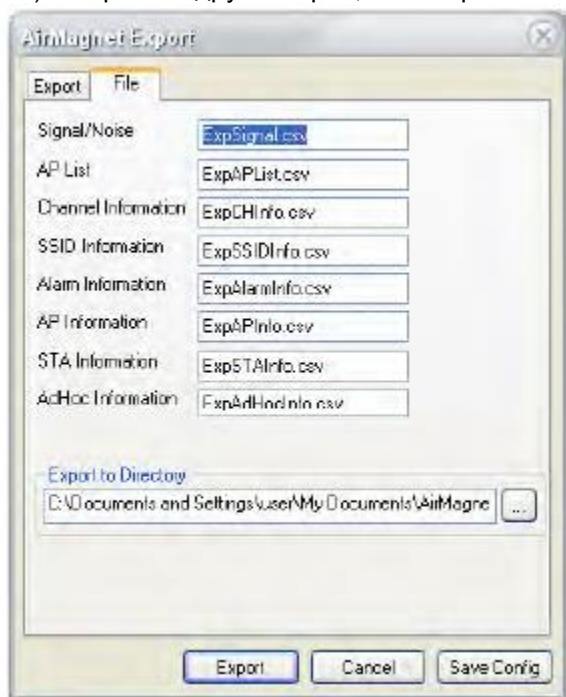 AirMagnet Export
Export File
Signal/Noise ExpSignal.csv
AP List ExpAPList.csv
Channel Information ExpCHInfo.csv
SSID Information ExpSSIDInfo.csv
Alarm Information ExpAlarmInfo.csv
AP Information ExpAPInfo.csv
STA Information ExpSTAInfo.csv
AdHoc Information ExpAdHocInfo.csv
Export to Directory
C:\Documents and Settings\user\My Documents\AirMagne ...
Export Cancel Save Config